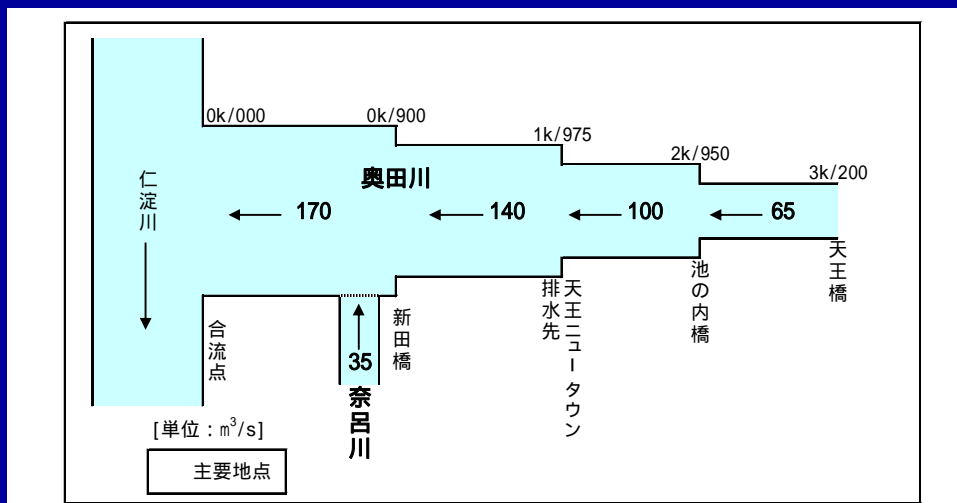 0k/000
0k/900
1k/975
2k/950
3k/200
仁淀川
奥田川
170
140
100
65
合流点
新田橋
天王ニュータウン
排水先
池の内橋
天王橋
35
奈呂川
[単位：m³/s]
主要地点